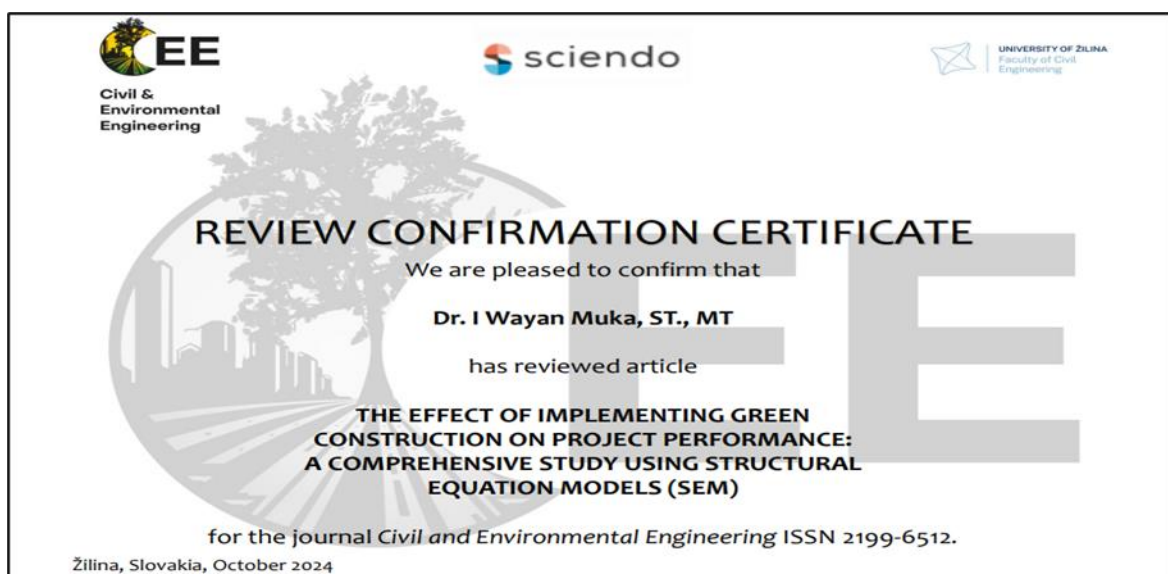 CEE
Civil &
Environmental
Engineering
sciendo
UNIVERSITY OF ŽILINA
Faculty of Civil
Engineering
CEE
REVIEW CONFIRMATION CERTIFICATE
We are pleased to confirm that
Dr. I Wayan Muka, ST., MT
has reviewed article
THE EFFECT OF IMPLEMENTING GREEN
CONSTRUCTION ON PROJECT PERFORMANCE:
A COMPREHENSIVE STUDY USING STRUCTURAL
EQUATION MODELS (SEM)
for the journal Civil and Environmental Engineering ISSN 2199-6512.
Žilina, Slovakia, October 2024